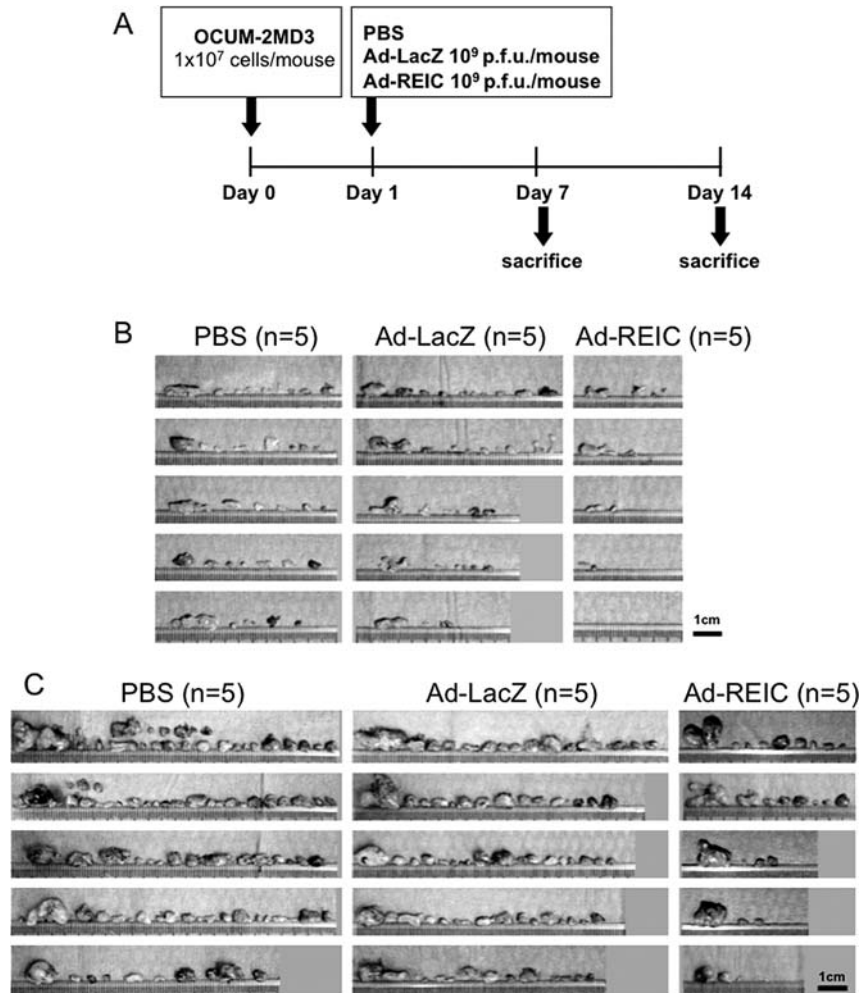 A
OCUM-2MD3
1x10⁷ cells/mouse
PBS
Ad-LacZ 10⁹ p.f.u./mouse
Ad-REIC 10⁹ p.f.u./mouse
Day 0
Day 1
Day 7
Day 14
sacrifice
sacrifice
B
PBS (n=5)
Ad-LacZ (n=5)
Ad-REIC (n=5)
1cm
C
PBS (n=5)
Ad-LacZ (n=5)
Ad-REIC (n=5)
1cm